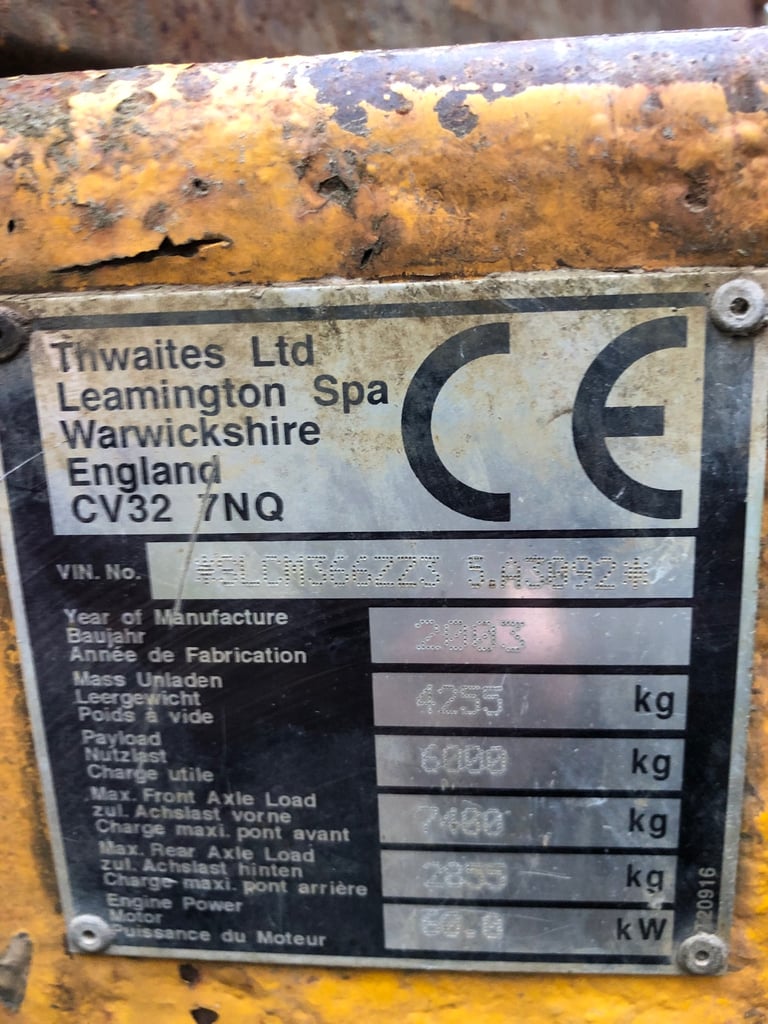 Thwaites Ltd
Leamington Spa
Warwickshire
England
CV32 7NQ
CE
VIN. No.
Year of Manufacture 2003
Baujahr
Année de Fabrication
Mass Unladen 4255 kg
Leergewicht
Poids à vide
Payload 6000 kg
Nutzlast
Charge utile
Max. Front Axle Load 7400 kg
zul. Achslast vorne
Charge maxi. pont avant
Max. Rear Axle Load kg
zul. Achslast hinten
Charge maxi. pont arrière
Engine Power kW
Motor
Puissance du Moteur